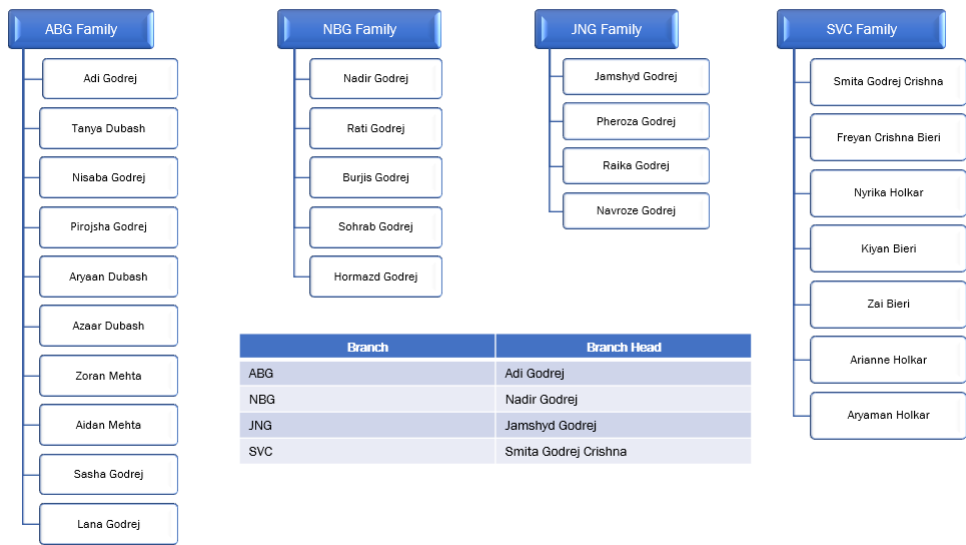 ABG Family
Adi Godrej
Tanya Dubash
Nisaba Godrej
Pirojsha Godrej
Aryaan Dubash
Azaar Dubash
Zoran Mehta
Aidan Mehta
Sasha Godrej
Lana Godrej
NBG Family
Nadir Godrej
Rati Godrej
Burjis Godrej
Sohrab Godrej
Hormazd Godrej
JNG Family
Jamshyd Godrej
Pheroza Godrej
Raika Godrej
Navroze Godrej
SVC Family
Smita Godrej Crishna
Freyan Crishna Bieri
Nyrika Holkar
Kiyan Bieri
Zai Bieri
Arianne Holkar
Aryaman Holkar
Branch Branch Head
ABG Adi Godrej
NBG Nadir Godrej
JNG Jamshyd Godrej
SVC Smita Godrej Crishna